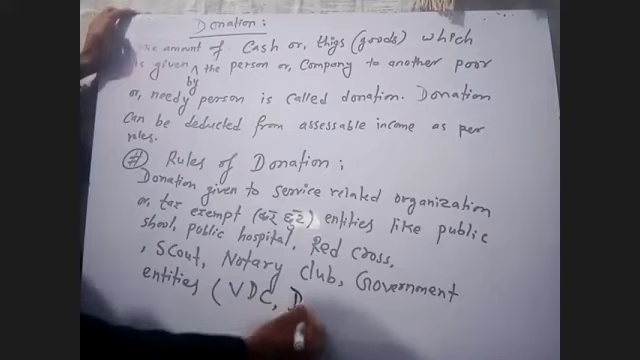 Donation:
The amount of Cash or, thigs (goods) which
is given by the person or, Company to another poor
or, needy person is called donation. Donation
Can be deducted from assessable income as per
rules.
# Rules of Donation;
Donation given to service related organization
or, tax exempt (कर छुट) entities like public
shool, public hospital, Red Cross,
, Scout, Notary Club, Government
entities (VDC, D